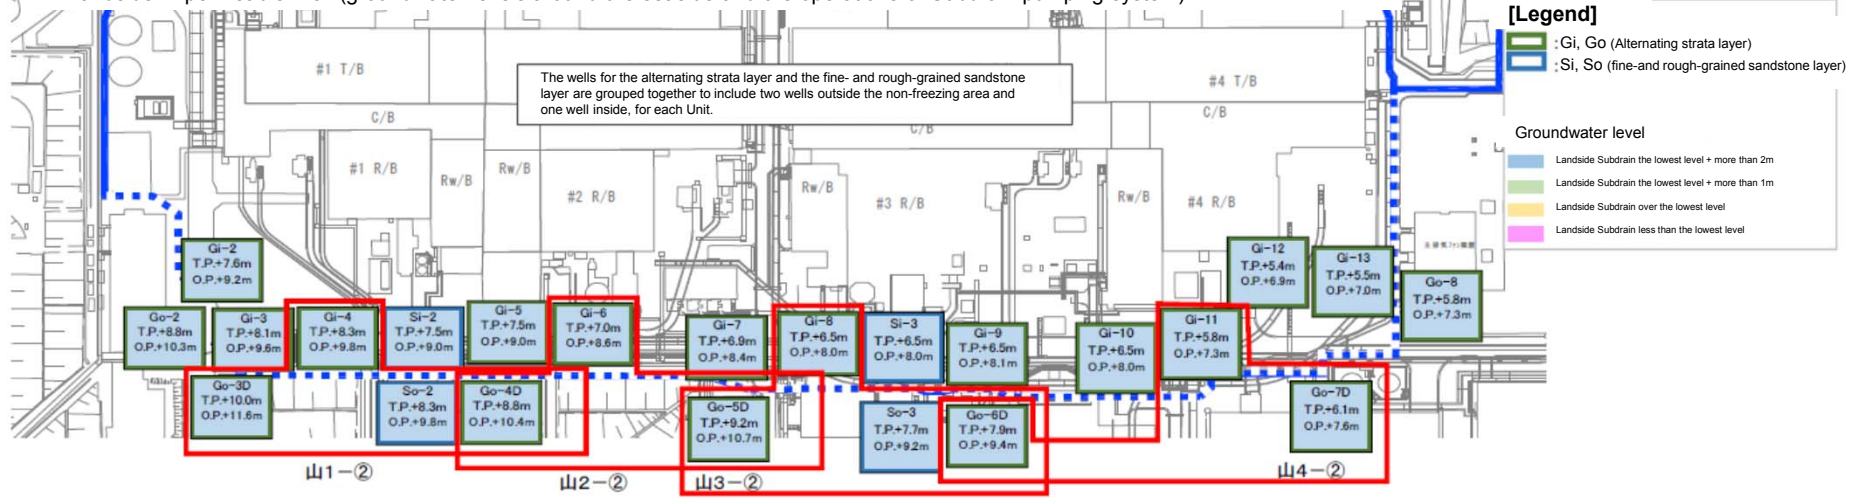 [Legend]
: Gi, Go (Alternating strata layer)
: Si, So (fine-and rough-grained sandstone layer)
Groundwater level
Landside Subdrain the lowest level + more than 2m
Landside Subdrain the lowest level + more than 1m
Landside Subdrain over the lowest level
Landside Subdrain less than the lowest level
The wells for the alternating strata layer and the fine- and rough-grained sandstone
layer are grouped together to include two wells outside the non-freezing area and
one well inside, for each Unit.
#1 T/B
#4 T/B
C/B
C/B
C/B
#1 R/B
Rw/B
Rw/B
#2 R/B
Rw/B
#3 R/B
Rw/B
#4 R/B
Gi-2
T.P.+7.6m
O.P.+9.2m
Gi-12
T.P.+5.4m
O.P.+6.9m
Gi-13
T.P.+5.5m
O.P.+7.0m
Go-8
T.P.+5.8m
O.P.+7.3m
Go-2
T.P.+8.8m
O.P.+10.3m
Gi-3
T.P.+8.1m
O.P.+9.6m
Gi-4
T.P.+8.3m
O.P.+9.8m
Si-2
T.P.+7.5m
O.P.+9.0m
Gi-5
T.P.+7.5m
O.P.+9.0m
Gi-6
T.P.+7.0m
O.P.+8.6m
Gi-7
T.P.+6.9m
O.P.+8.4m
Gi-8
T.P.+6.5m
O.P.+8.0m
Si-3
T.P.+6.5m
O.P.+8.0m
Gi-9
T.P.+6.5m
O.P.+8.1m
Gi-10
T.P.+6.5m
O.P.+8.0m
Gi-11
T.P.+5.8m
O.P.+7.3m
Go-3D
T.P.+10.0m
O.P.+11.6m
So-2
T.P.+8.3m
O.P.+9.8m
Go-4D
T.P.+8.8m
O.P.+10.4m
Go-5D
T.P.+9.2m
O.P.+10.7m
So-3
T.P.+7.7m
O.P.+9.2m
Go-6D
T.P.+7.9m
O.P.+9.4m
Go-7D
T.P.+6.1m
O.P.+7.6m
山1-②
山2-②
山3-②
山4-②